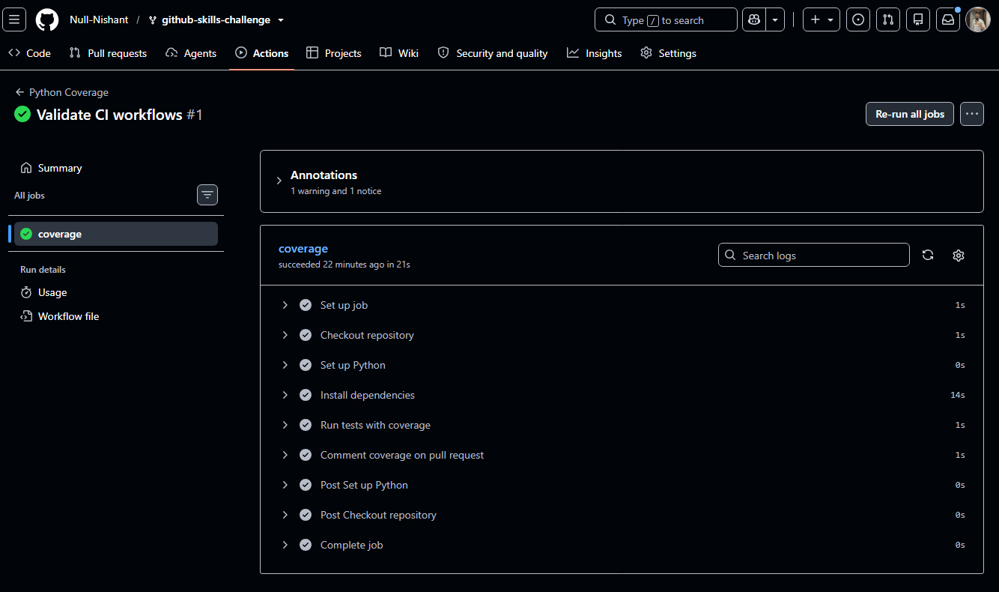 Null-Nishant / github-skills-challenge
Type / to search
Code Pull requests Agents Actions Projects Wiki Security and quality Insights Settings
Python Coverage
Validate CI workflows #1
Re-run all jobs
Summary
All jobs
coverage
Run details
Usage
Workflow file
Annotations
1 warning and 1 notice
coverage
succeeded 22 minutes ago in 21s
Search logs
Set up job 1s
Checkout repository 1s
Set up Python 0s
Install dependencies 14s
Run tests with coverage 1s
Comment coverage on pull request 1s
Post Set up Python 0s
Post Checkout repository 0s
Complete job 0s